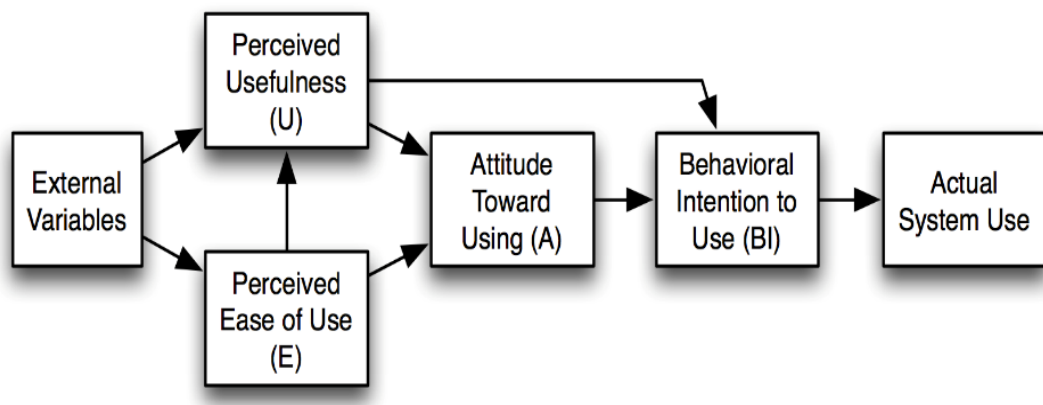 Perceived
Usefulness
(U)
External
Variables
Perceived
Ease of Use
(E)
Attitude
Toward
Using (A)
Behavioral
Intention to
Use (BI)
Actual
System Use